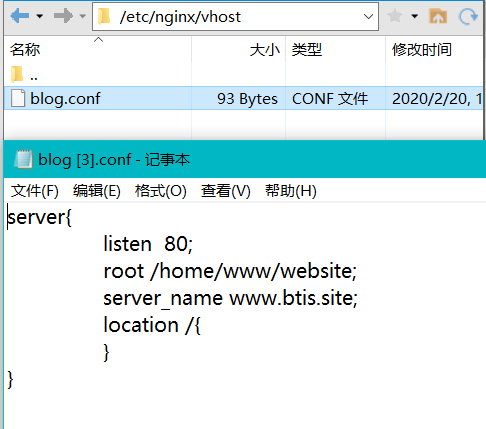 /etc/nginx/vhost
名称 大小 类型 修改时间
..
blog.conf 93 Bytes CONF 文件 2020/2/20, 1
blog [3].conf - 记事本
文件(F) 编辑(E) 格式(O) 查看(V) 帮助(H)
server{
listen  80;
root /home/www/website;
server_name www.btis.site;
location /{
}
}